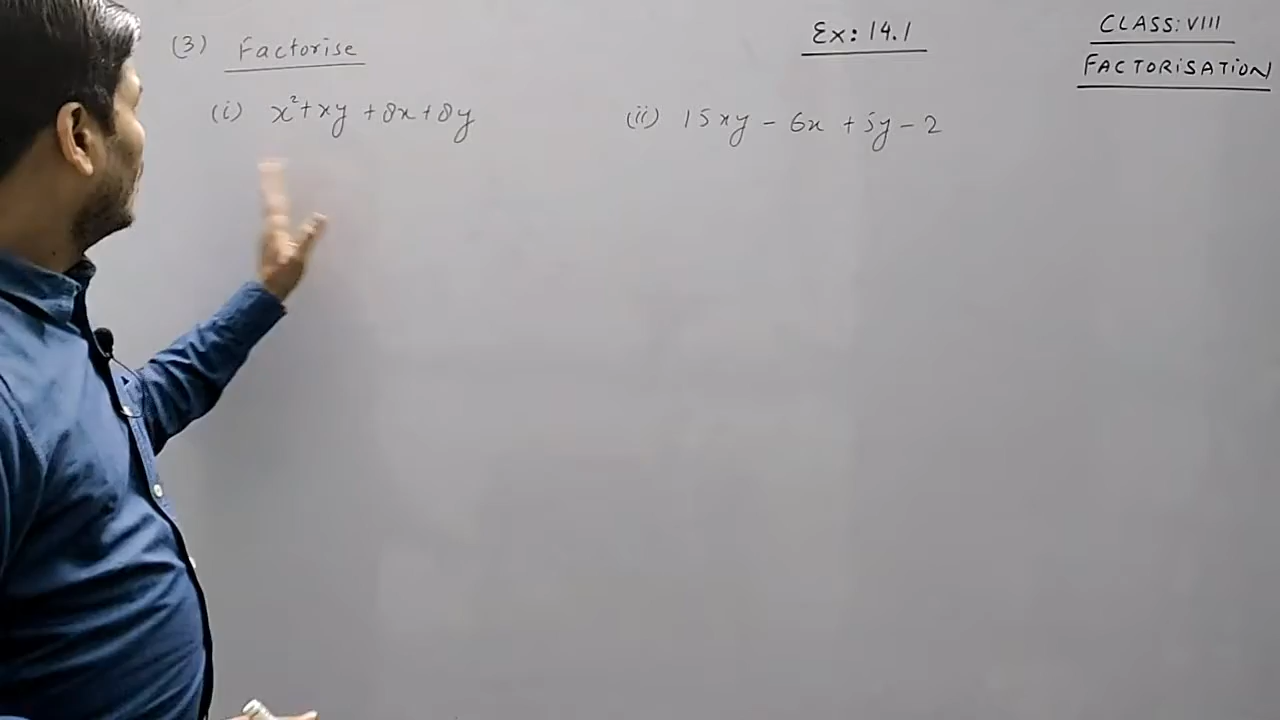 (3) Factorise
Ex: 14.1
CLASS: VIII
FACTORISATION
(i) x² + xy + 8x + 8y
(ii) 15xy - 6x + 5y - 2